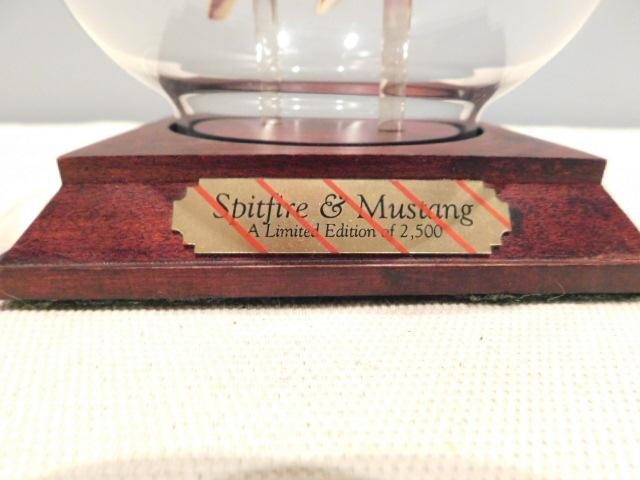 Spitfire & Mustang
A Limited Edition of 2,500